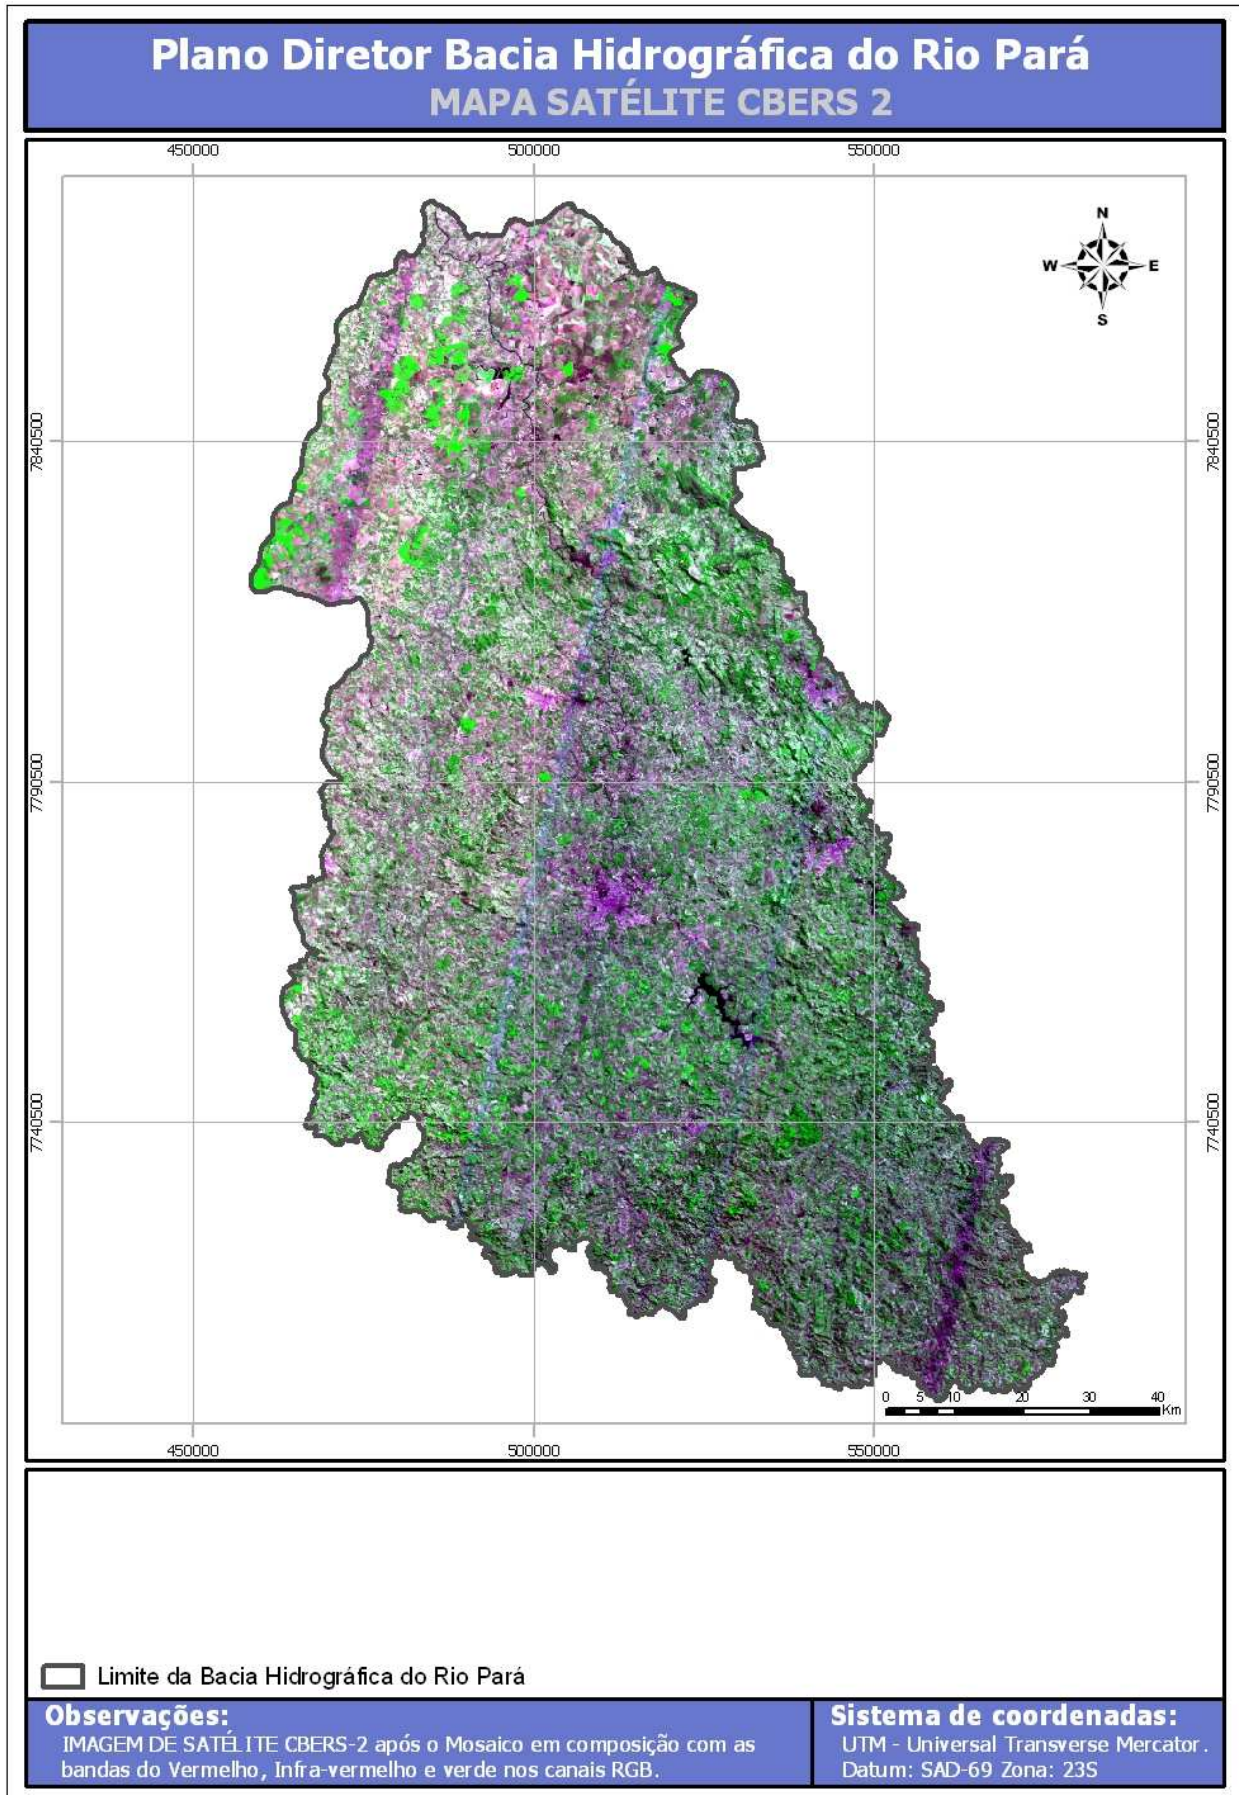 Plano Diretor Bacia Hidrográfica do Rio Pará
MAPA SATÉLITE CBERS 2
450000 500000 550000
N
W E
S
7840500 7840500
7790500 7790500
7740500 7740500
0 5 10 20 30 40
Km
450000 500000 550000
Limite da Bacia Hidrográfica do Rio Pará
Observações:
IMAGEM DE SATÉLITE CBERS-2 após o Mosaico em composição com as
bandas do Vermelho, Infra-vermelho e verde nos canais RGB.
Sistema de coordenadas:
UTM - Universal Transverse Mercator.
Datum: SAD-69 Zona: 23S